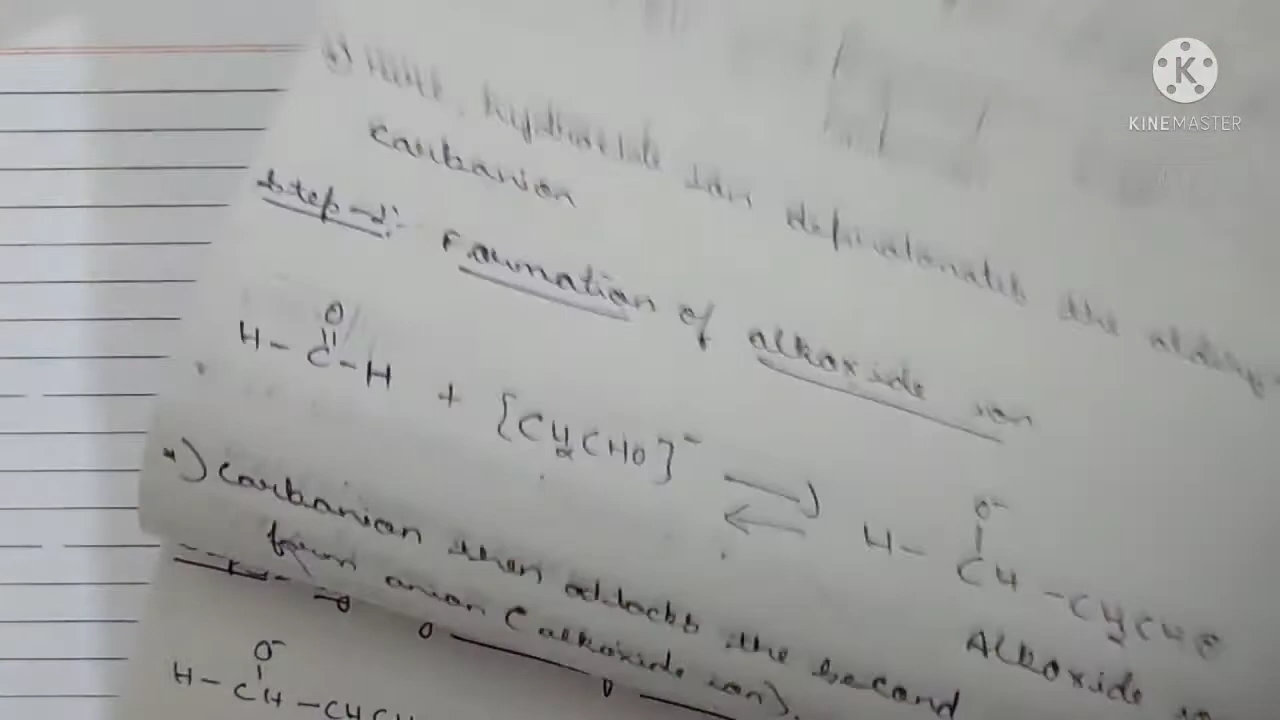 KINEMASTER
hydroxide ion deprotonates the
carbanion
Step-2:- Formation of alkoxide ion
O
H-C-H + [CH2CHO]- ⇌ H-CH-CH2CHO
O-
Alkoxide
*) Carbanion then attacks the second
form anion (alkoxide ion).
O-
H-CH-CH